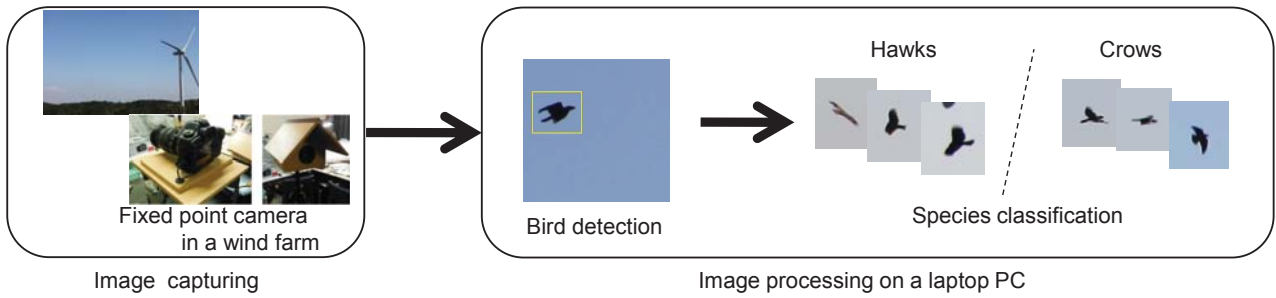 Fixed point camera
in a wind farm
Image capturing
Bird detection
Hawks
Crows
Species classification
Image processing on a laptop PC